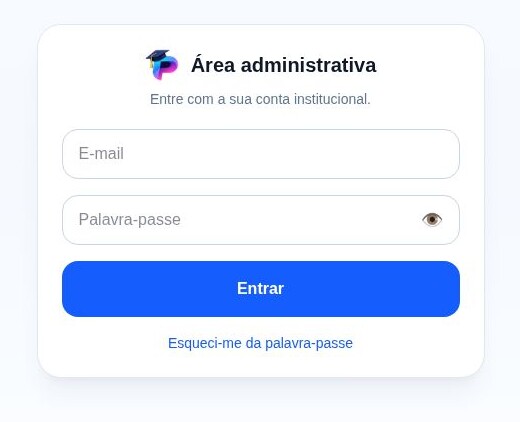 Área administrativa
Entre com a sua conta institucional.
E-mail
Palavra-passe
Entrar
Esqueci-me da palavra-passe